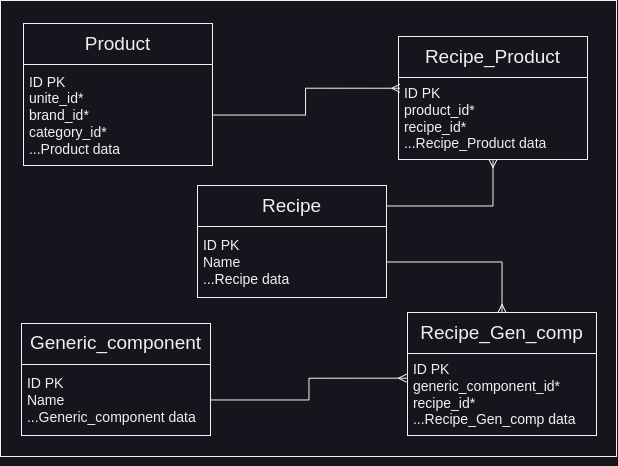 Product
ID PK
unite_id*
brand_id*
category_id*
...Product data
Recipe_Product
ID PK
product_id*
recipe_id*
...Recipe_Product data
Recipe
ID PK
Name
...Recipe data
Generic_component
ID PK
Name
...Generic_component data
Recipe_Gen_comp
ID PK
generic_component_id*
recipe_id*
...Recipe_Gen_comp data